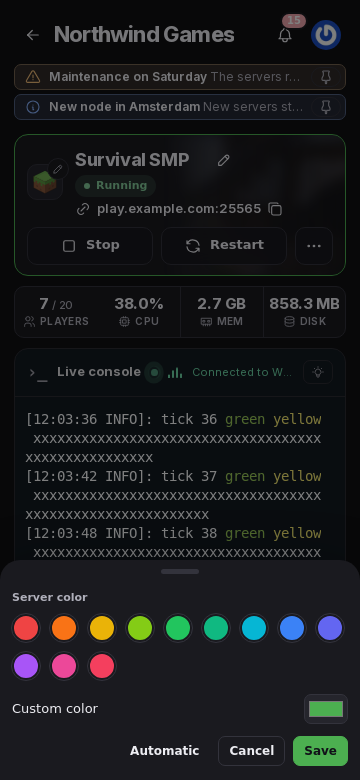 15
Northwind Games
Maintenance on Saturday The servers r...
New node in Amsterdam New servers st...
Survival SMP
Running
play.example.com:25565
Stop
Restart
7 / 20
PLAYERS
38.0%
CPU
2.7 GB
MEM
858.3 MB
DISK
Live console
Connected to W...
[12:03:36 INFO]: tick 36 green yellow
xxxxxxxxxxxxxxxxxxxxxxxxxxxxxxxxxxxx
xxxxxxxxxxxxxxxx
[12:03:42 INFO]: tick 37 green yellow
xxxxxxxxxxxxxxxxxxxxxxxxxxxxxxxxxxxx
xxxxxxxxxxxxxxxxxxxxxxx
[12:03:48 INFO]: tick 38 green yellow
xxxxxxxxxxxxxxxxxxxxxxxxxxxxxxxxxxxx
Server color
Custom color
Automatic
Cancel
Save